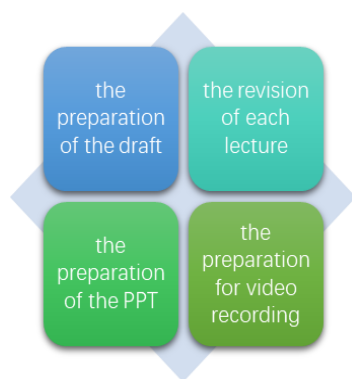 the
preparation
of the draft
the revision
of each
lecture
the
preparation
of the PPT
the
preparation
for video
recording